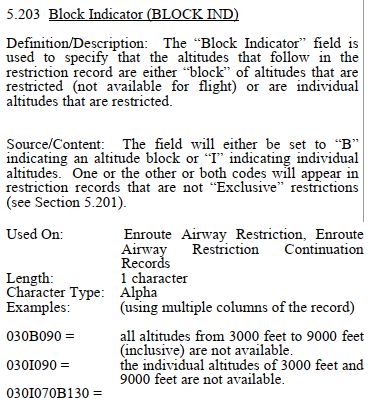 5.203 Block Indicator (BLOCK IND)
Definition/Description: The “Block Indicator” field is
used to specify that the altitudes that follow in the
restriction record are either “block” of altitudes that are
restricted (not available for flight) or are individual
altitudes that are restricted.
Source/Content: The field will either be set to “B”
indicating an altitude block or “I” indicating individual
altitudes. One or the other or both codes will appear in
restriction records that are not “Exclusive” restrictions
(see Section 5.201).
Used On: Enroute Airway Restriction, Enroute
Airway Restriction Continuation
Records
Length: 1 character
Character Type: Alpha
Examples: (using multiple columns of the record)
030B090 = all altitudes from 3000 feet to 9000 feet
(inclusive) are not available.
030I090 = the individual altitudes of 3000 feet and
9000 feet are not available.
030I070B130 =